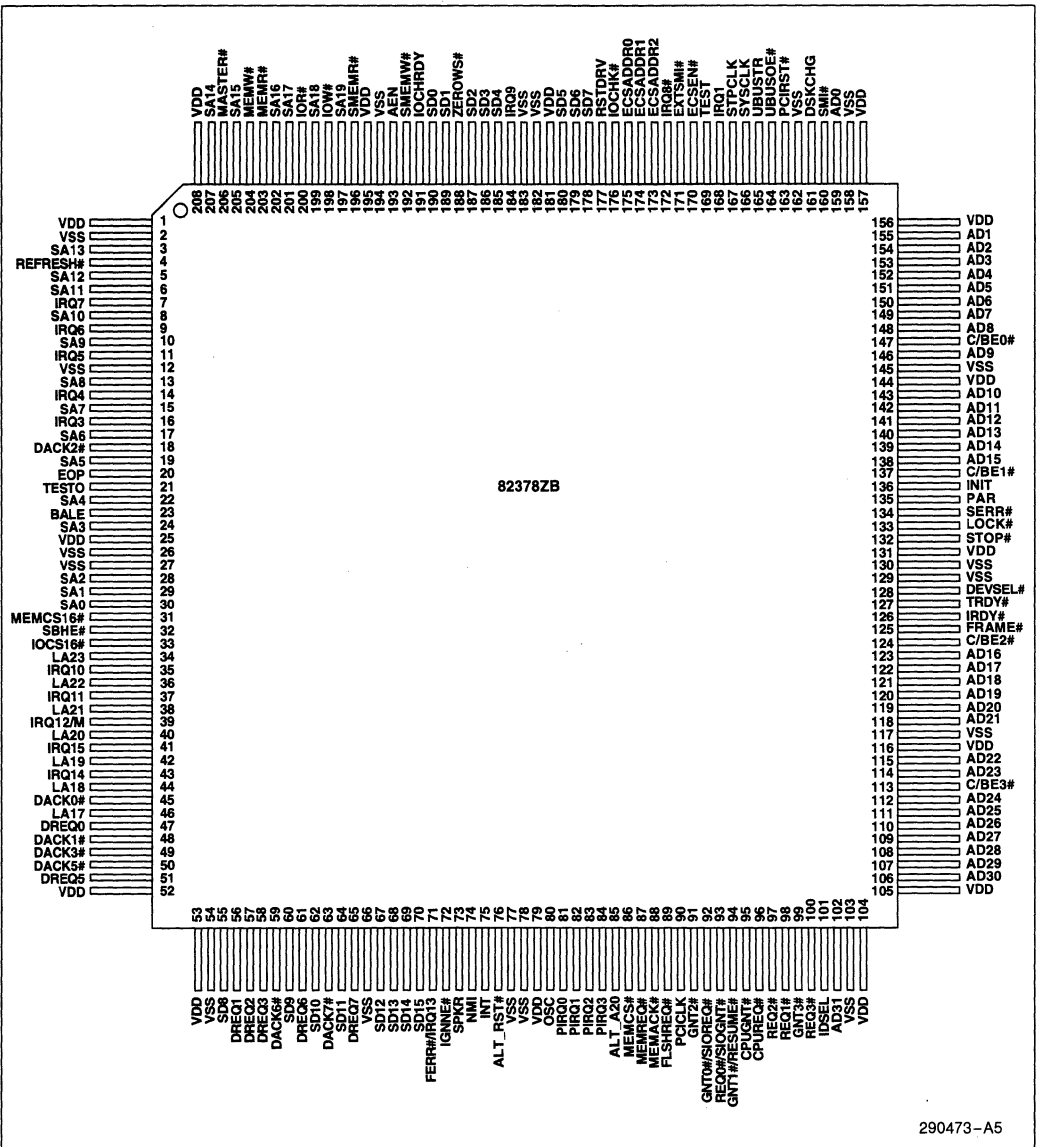 VDD 208
SA14 207
MASTER# 206
SA15 205
MEMW# 204
MEMR# 203
SA16 202
SA17 201
IOR# 200
SA18 199
IOW# 198
SA19 197
SMEMR# 196
VDD 195
VSS 194
AEN 193
SMEMW# 192
IOCHRDY 191
SD0 190
SD1 189
ZEROWS# 188
SD2 187
SD3 186
SD4 185
IRQ9 184
VSS 183
VSS 182
VDD 181
SD5 180
SD6 179
SD7 178
RSTDRV 177
IOCHK# 176
ECSADDR0 175
ECSADDR1 174
ECSADDR2 173
IRQ8# 172
EXTSMI# 171
ECSEN# 170
TEST 169
IRQ1 168
STPCLK 167
SYSCLK 166
UBUSTR 165
UBUSOE# 164
PCIRST# 163
VSS 162
DSKCHG 161
SMI# 160
AD0 159
VSS 158
VDD 157
VDD 1
VSS 2
SA13 3
REFRESH# 4
SA12 5
SA11 6
IRQ7 7
SA10 8
IRQ6 9
SA9 10
IRQ5 11
VSS 12
SA8 13
IRQ4 14
SA7 15
IRQ3 16
SA6 17
DACK2# 18
SA5 19
EOP 20
TESTO 21
SA4 22
BALE 23
SA3 24
VDD 25
VSS 26
VSS 27
SA2 28
SA1 29
SA0 30
MEMCS16# 31
SBHE# 32
IOCS16# 33
LA23 34
IRQ10 35
LA22 36
IRQ11 37
LA21 38
IRQ12/M 39
LA20 40
IRQ15 41
LA19 42
IRQ14 43
LA18 44
DACK0# 45
LA17 46
DREQ0 47
DACK1# 48
DACK3# 49
DACK5# 50
DREQ5 51
VDD 52
82378ZB
156 VDD
155 AD1
154 AD2
153 AD3
152 AD4
151 AD5
150 AD6
149 AD7
148 AD8
147 C/BE0#
146 AD9
145 VSS
144 VDD
143 AD10
142 AD11
141 AD12
140 AD13
139 AD14
138 AD15
137 C/BE1#
136 INIT
135 PAR
134 SERR#
133 LOCK#
132 STOP#
131 VDD
130 VSS
129 VSS
128 DEVSEL#
127 TRDY#
126 IRDY#
125 FRAME#
124 C/BE2#
123 AD16
122 AD17
121 AD18
120 AD19
119 AD20
118 AD21
117 VSS
116 VDD
115 AD22
114 AD23
113 C/BE3#
112 AD24
111 AD25
110 AD26
109 AD27
108 AD28
107 AD29
106 AD30
105 VDD
53 VDD
54 VSS
55 SD8
56 DREQ1
57 DREQ2
58 DREQ3
59 DACK6#
60 SD9
61 DREQ6
62 SD10
63 DACK7#
64 SD11
65 DREQ7
66 VSS
67 SD12
68 SD13
69 SD14
70 SD15
71 FERR#/IRQ13
72 IGNNE#
73 SPKR
74 NMI
75 INT
76 ALT_RST#
77 VSS
78 VSS
79 VDD
80 OSC
81 PIRQ0
82 PIRQ1
83 PIRQ2
84 PIRQ3
85 ALT_A20
86 MEMCS#
87 MEMREQ#
88 MEMACK#
89 FLSHREQ#
90 PCICLK
91 GNT2#
92 GNT0#/SIOREQ#
93 REQ0#/SIOGNT#
94 GNT1#/RESUME#
95 CPUGNT#
96 CPUREQ#
97 REQ2#
98 REQ1#
99 GNT3#
100 REQ3#
101 IDSEL
102 AD31
103 VSS
104 VDD
290473-A5